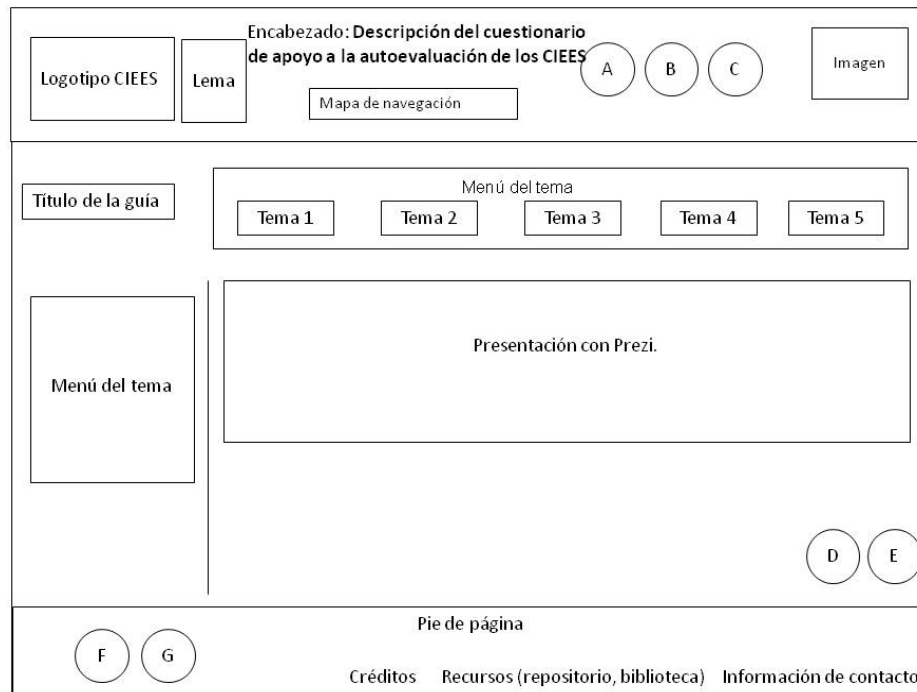 Encabezado: Descripción del cuestionario
de apoyo a la autoevaluación de los CIEES
Logotipo CIEES
Lema
A
B
C
Imagen
Mapa de navegación
Título de la guía
Menú del tema
Tema 1
Tema 2
Tema 3
Tema 4
Tema 5
Menú del tema
Presentación con Prezi.
D
E
Pie de página
F
G
Créditos
Recursos (repositorio, biblioteca)
Información de contacto